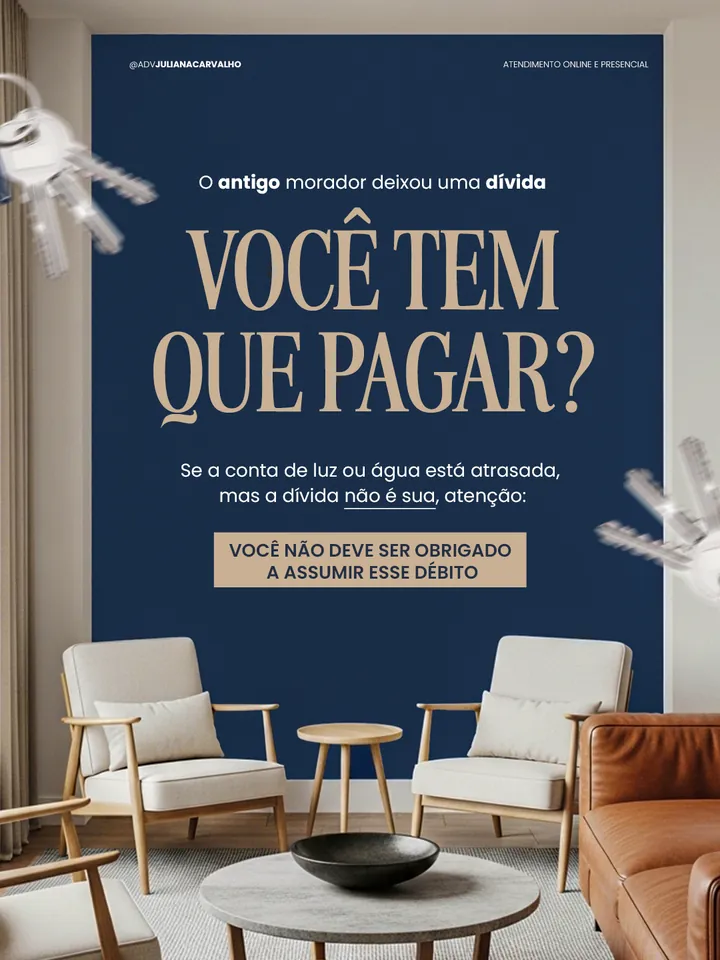 @ADVJULIANACARVALHO
ATENDIMENTO ONLINE E PRESENCIAL
O antigo morador deixou uma dívida
VOCÊ TEM
QUE PAGAR?
Se a conta de luz ou água está atrasada,
mas a dívida não é sua, atenção:
VOCÊ NÃO DEVE SER OBRIGADO
A ASSUMIR ESSE DÉBITO